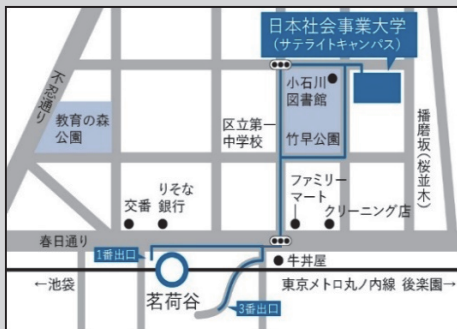 日本社会事業大学
(サテライトキャンパス)
不忍通り
教育の森
公園
小石川
図書館
竹早公園
区立第一
中学校
播磨坂(桜並木)
交番
りそな
銀行
ファミリー
マート
クリーニング店
春日通り
1番出口
牛丼屋
←池袋
茗荷谷
3番出口
東京メトロ丸ノ内線 後楽園→